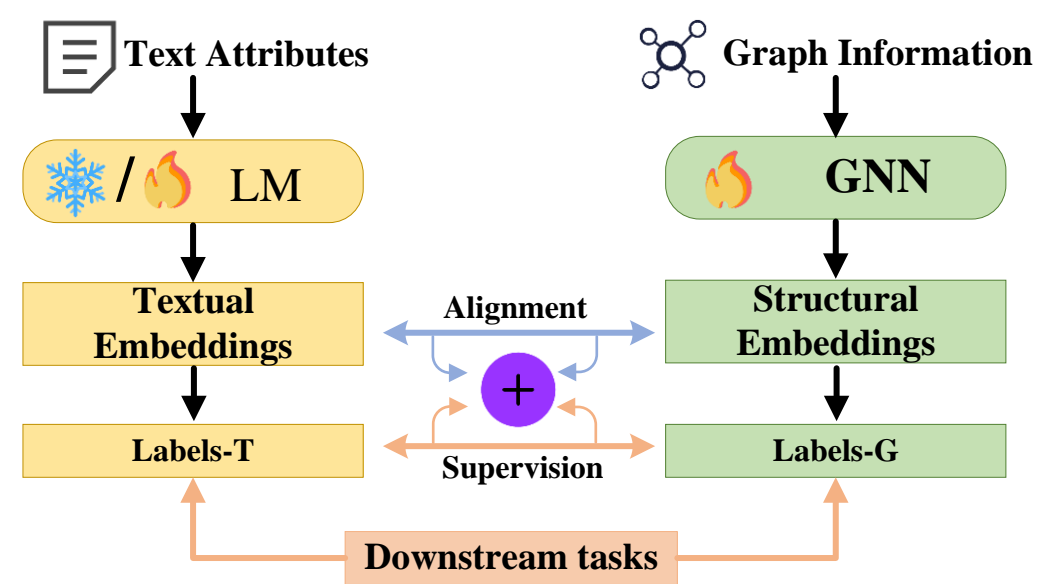 Text Attributes
Graph Information
/ LM
GNN
Textual
Embeddings
Alignment
Structural
Embeddings
+
Labels-T
Supervision
Labels-G
Downstream tasks